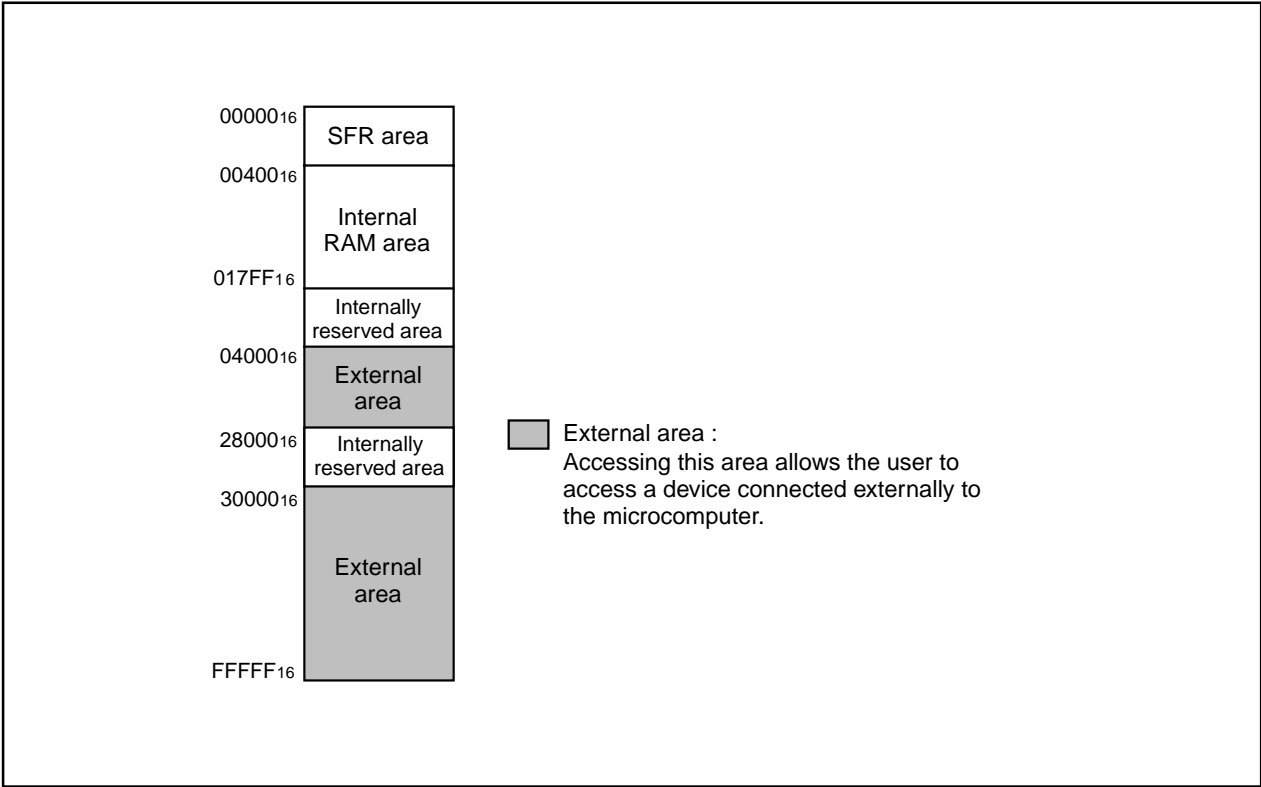 0000016
SFR area
0040016
Internal
RAM area
017FF16
Internally
reserved area
0400016
External
area
2800016
Internally
reserved area
3000016
External
area
FFFFF16
External area :
Accessing this area allows the user to
access a device connected externally to
the microcomputer.